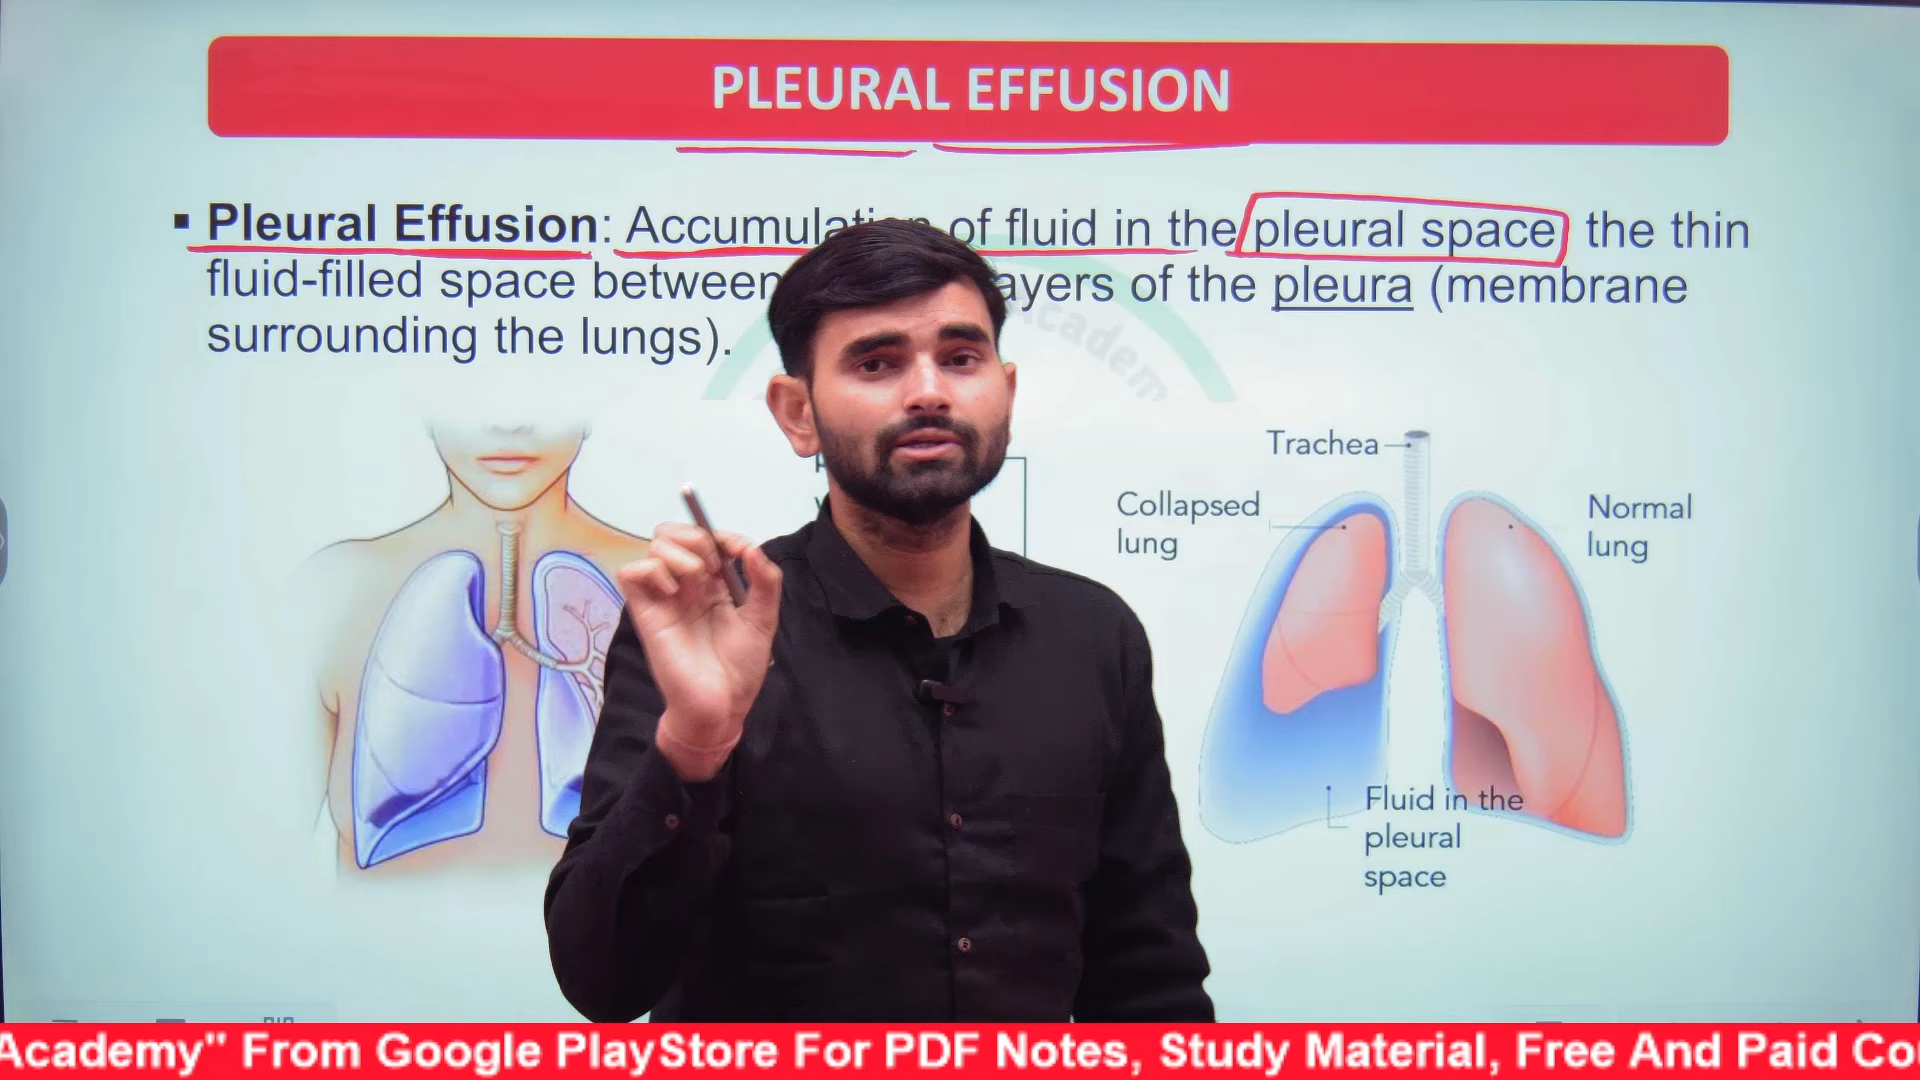 PLEURAL EFFUSION
▪ Pleural Effusion: Accumulation of fluid in the pleural space the thin
fluid-filled space between ayers of the pleura (membrane
surrounding the lungs).
Academ
Trachea
Collapsed
lung
Normal
lung
Fluid in the
pleural
space
Academy" From Google PlayStore For PDF Notes, Study Material, Free And Paid Co